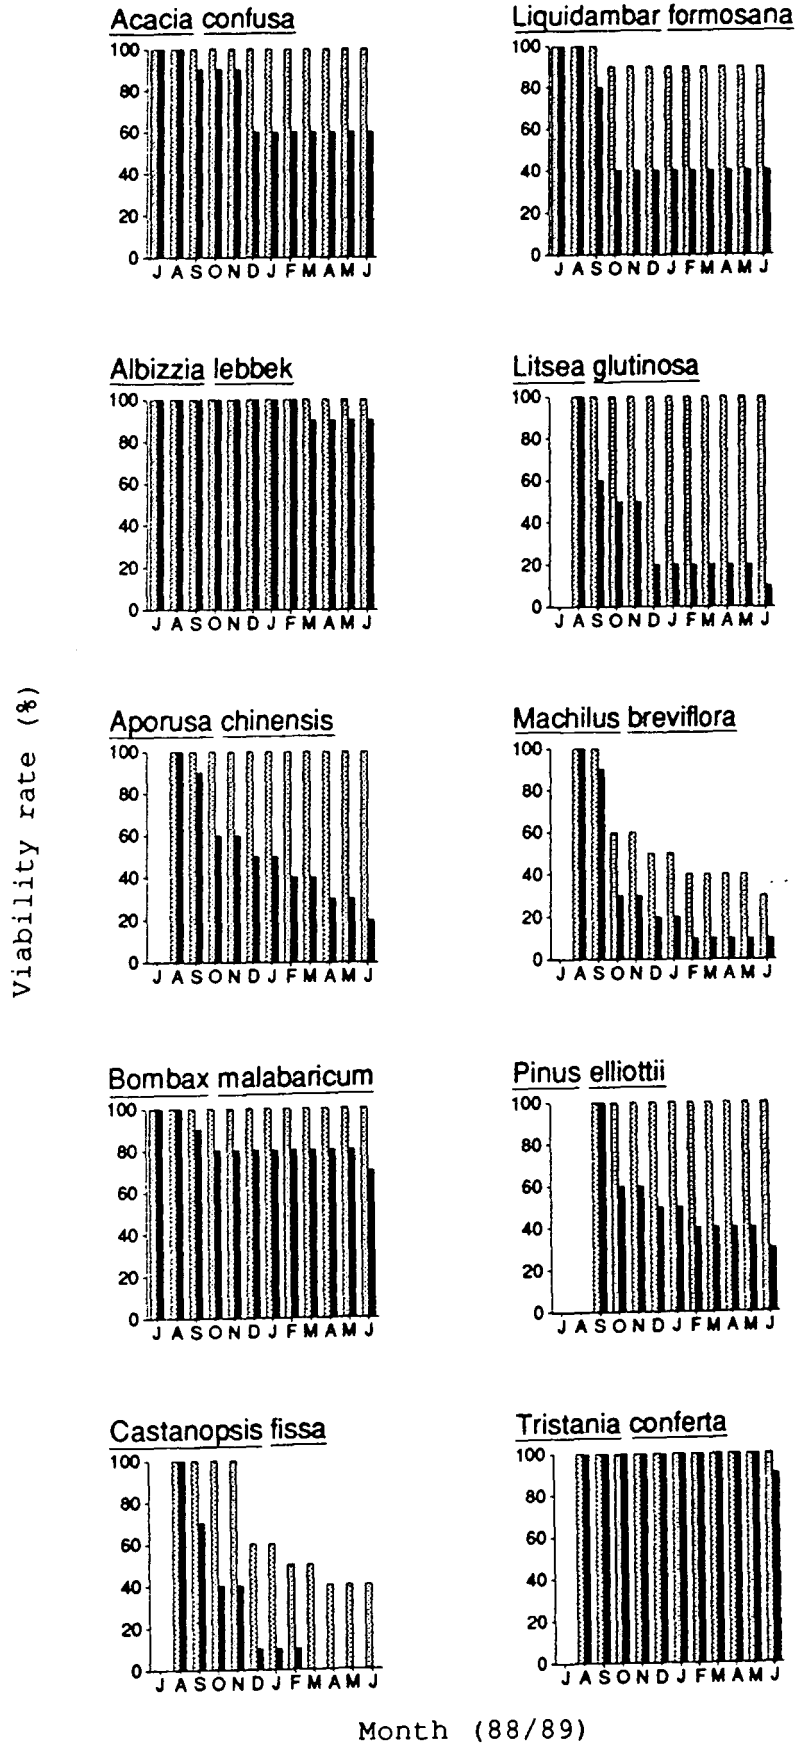 Acacia confusa
100
80
60
40
20
0
J A S O N D J F M A M J
Liquidambar formosana
100
80
60
40
20
0
J A S O N D J F M A M J
Albizzia lebbek
100
80
60
40
20
0
J A S O N D J F M A M J
Litsea glutinosa
100
80
60
40
20
0
J A S O N D J F M A M J
Viability rate (%)
Aporusa chinensis
100
80
60
40
20
0
J A S O N D J F M A M J
Machilus breviflora
100
80
60
40
20
0
J A S O N D J F M A M J
Bombax malabaricum
100
80
60
40
20
0
J A S O N D J F M A M J
Pinus elliottii
100
80
60
40
20
0
J A S O N D J F M A M J
Castanopsis fissa
100
80
60
40
20
0
J A S O N D J F M A M J
Tristania conferta
100
80
60
40
20
0
J A S O N D J F M A M J
Month (88/89)